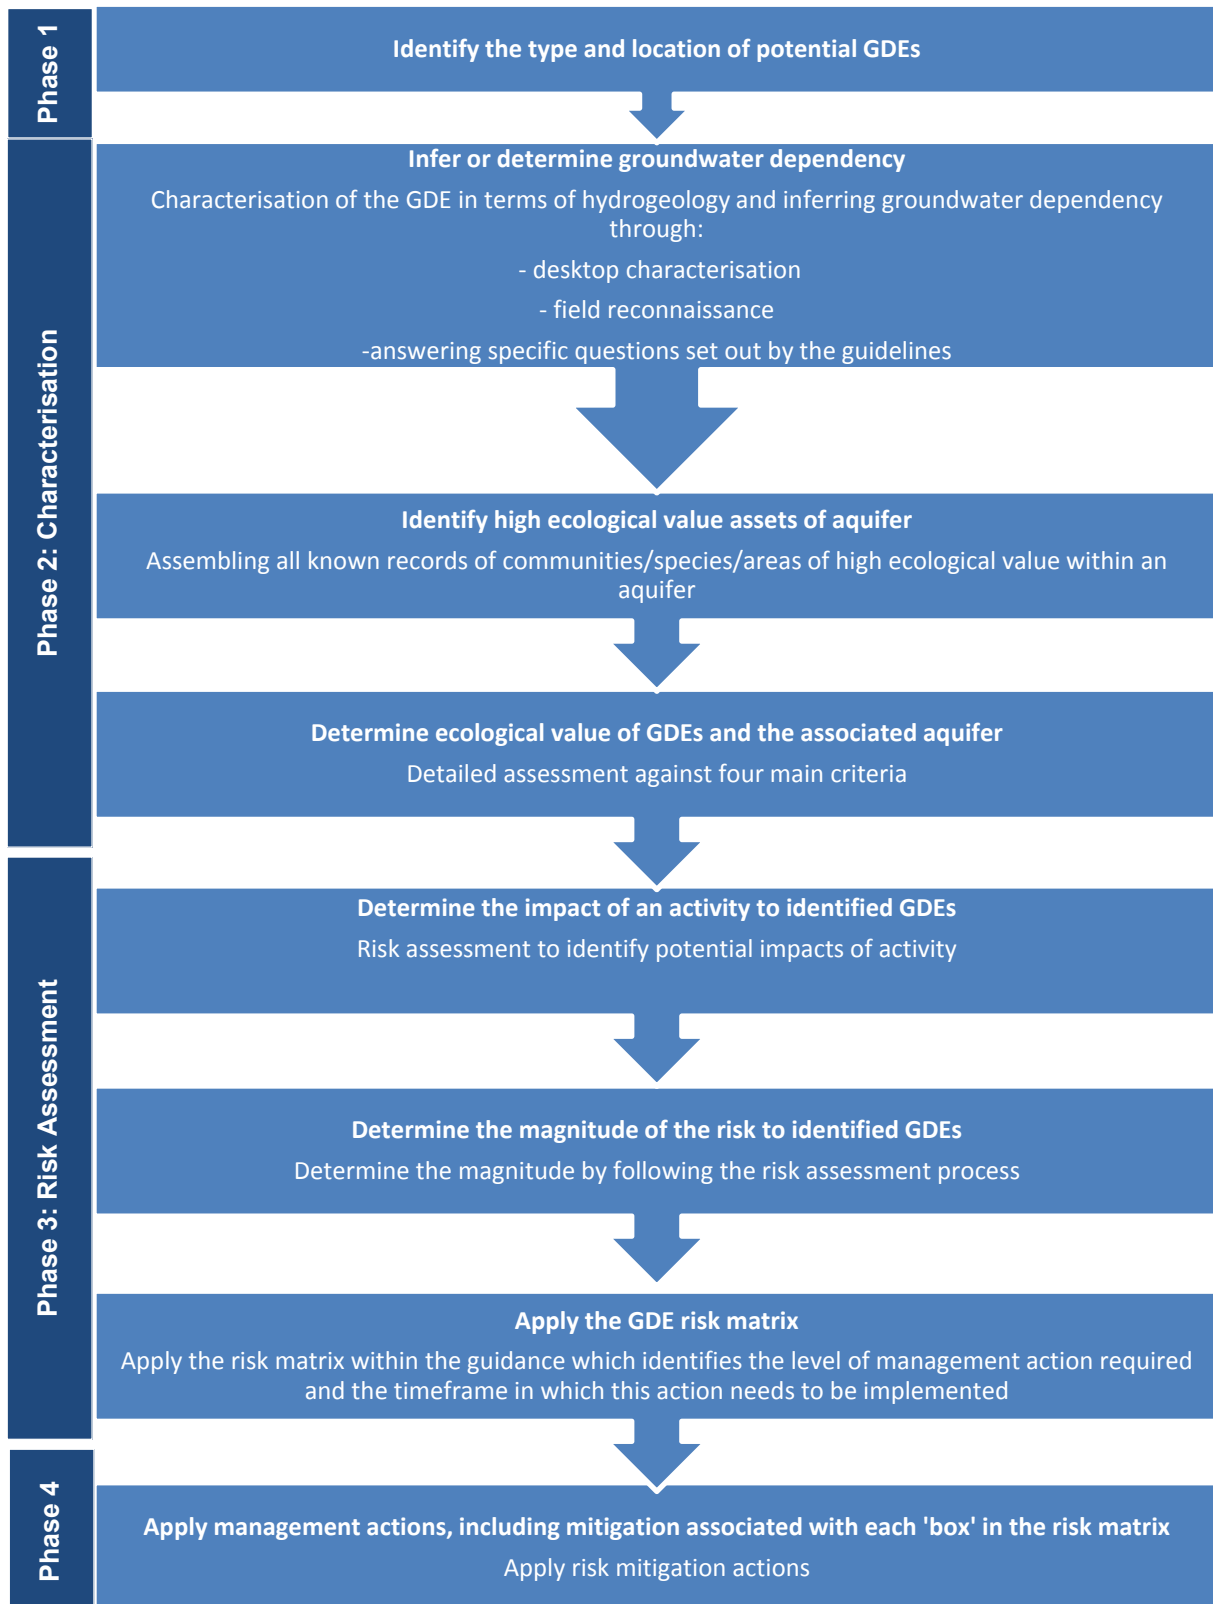 Phase 1
Identify the type and location of potential GDEs
Phase 2: Characterisation
Infer or determine groundwater dependency
Characterisation of the GDE in terms of hydrogeology and inferring groundwater dependency
through:
- desktop characterisation
- field reconnaissance
-answering specific questions set out by the guidelines
Identify high ecological value assets of aquifer
Assembling all known records of communities/species/areas of high ecological value within an
aquifer
Determine ecological value of GDEs and the associated aquifer
Detailed assessment against four main criteria
Phase 3: Risk Assessment
Determine the impact of an activity to identified GDEs
Risk assessment to identify potential impacts of activity
Determine the magnitude of the risk to identified GDEs
Determine the magnitude by following the risk assessment process
Apply the GDE risk matrix
Apply the risk matrix within the guidance which identifies the level of management action required
and the timeframe in which this action needs to be implemented
Phase 4
Apply management actions, including mitigation associated with each 'box' in the risk matrix
Apply risk mitigation actions